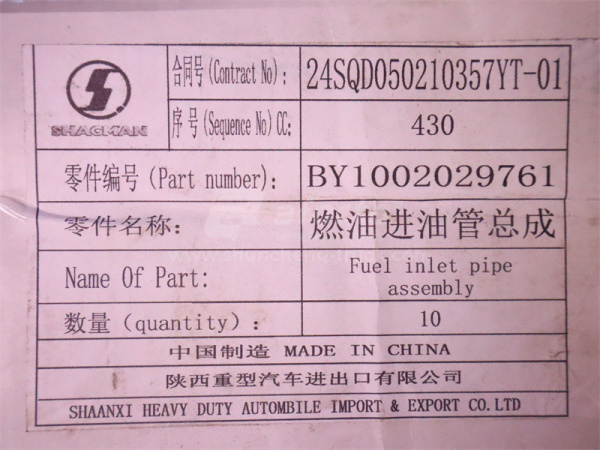 合同号(Contract No): 24SQD050210357YT-01
SHACMAN
序号(Sequence No)CC: 430
零件编号(Part number): BY1002029761
零件名称: 燃油进油管总成
Name Of Part: Fuel inlet pipe
assembly
数量(quantity): 10
中国制造 MADE IN CHINA
陕西重型汽车进出口有限公司
SHAANXI HEAVY DUTY AUTOMBILE IMPORT & EXPORT CO.LTD